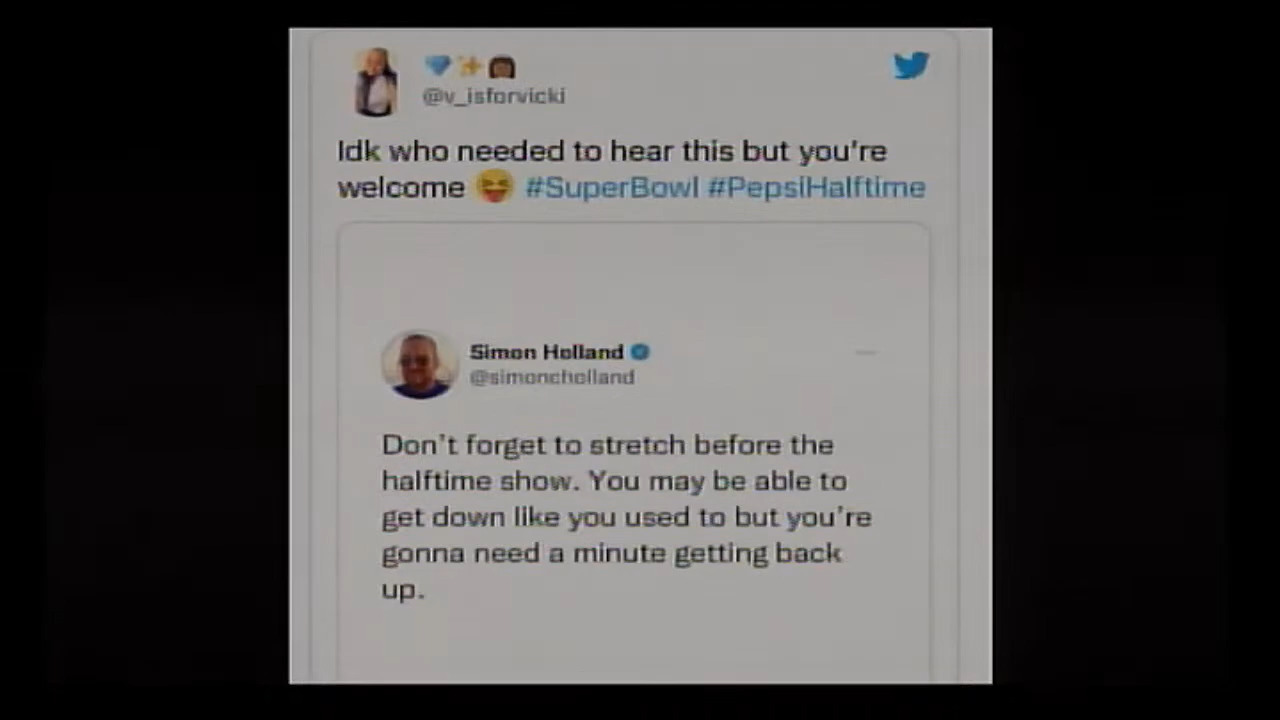 💎✨👩🏾
@v_isforvicki
Idk who needed to hear this but you're
welcome 😝 #SuperBowl #PepsiHalftime
Simon Holland
@simoncholland
Don't forget to stretch before the
halftime show. You may be able to
get down like you used to but you're
gonna need a minute getting back
up.